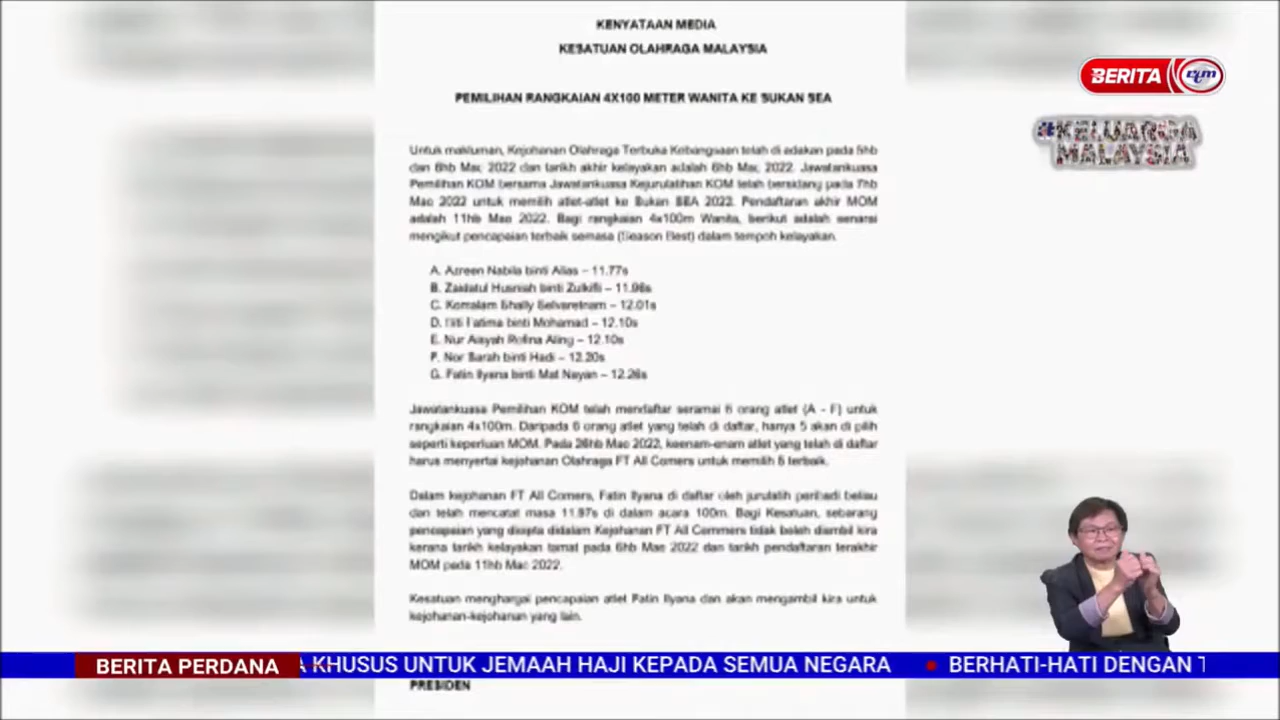 KENYATAAN MEDIA
KESATUAN OLAHRAGA MALAYSIA
PEMILIHAN RANGKAIAN 4X100 METER WANITA KE SUKAN SEA
BERITA rtm
#KELUARGA
MALAYSIA
Untuk makluman, Kejohanan Olahraga Terbuka Kebangsaan telah di adakan pada 5hb
dan 6hb Mac 2022 dan tarikh akhir kelayakan adalah 6hb Mac 2022. Jawatankuasa
Pemilihan KOM bersama Jawatankuasa Kejurulatihan KOM telah bersidang pada 7hb
Mac 2022 untuk memilih atlet-atlet ke Sukan SEA 2022. Pendaftaran akhir MOM
adalah 11hb Mac 2022. Bagi rangkaian 4x100m Wanita, berikut adalah senarai
mengikut pencapaian terbaik semasa (Season Best) dalam tempoh kelayakan.
A. Azreen Nabila binti Alias – 11.77s
B. Zaidatul Husniah binti Zulkifli – 11.98s
C. Komalam Shally Selvaretnam – 12.01s
D. Siti Fatima binti Mohamad – 12.10s
E. Nur Aisyah Rofina Aling – 12.10s
F. Nor Sarah binti Hadi – 12.20s
G. Fatin Ilyana binti Mat Nayan – 12.26s
Jawatankuasa Pemilihan KOM telah mendaftar seramai 6 orang atlet (A - F) untuk
rangkaian 4x100m. Daripada 6 orang atlet yang telah di daftar, hanya 5 akan di pilih
seperti keperluan MOM. Pada 26hb Mac 2022, keenam-enam atlet yang telah di daftar
harus menyertai kejohanan Olahraga FT All Comers untuk memilih 5 terbaik.
Dalam kejohanan FT All Comers, Fatin Ilyana di daftar oleh jurulatih peribadi beliau
dan telah mencatat masa 11.97s di dalam acara 100m. Bagi Kesatuan, sebarang
pencapaian yang dicipta didalam Kejohanan FT All Commers tidak boleh diambil kira
kerana tarikh kelayakan tamat pada 6hb Mac 2022 dan tarikh pendaftaran terakhir
MOM pada 11hb Mac 2022.
Kesatuan menghargai pencapaian atlet Fatin Ilyana dan akan mengambil kira untuk
kejohanan-kejohanan yang lain.
BERITA PERDANA A KHUSUS UNTUK JEMAAH HAJI KEPADA SEMUA NEGARA • BERHATI-HATI DENGAN
PRESIDEN